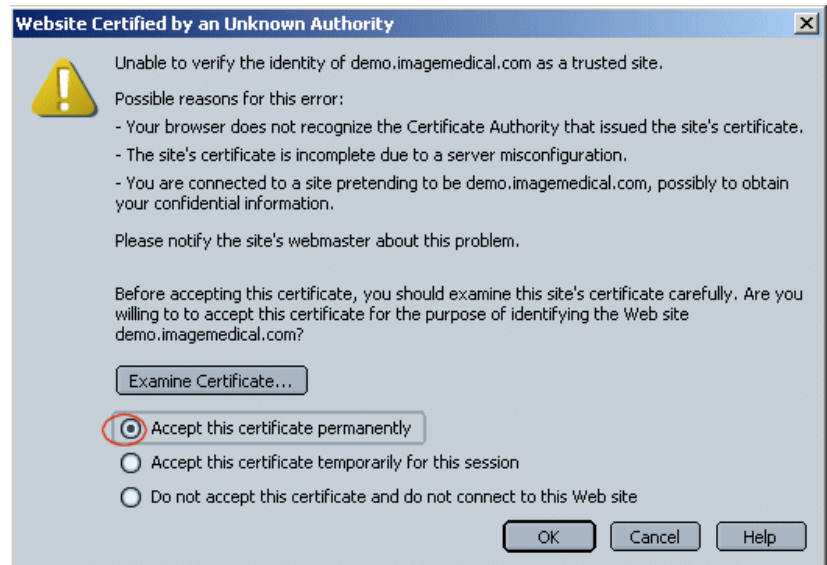 Website Certified by an Unknown Authority
Unable to verify the identity of demo.imagemedical.com as a trusted site.
Possible reasons for this error:
- Your browser does not recognize the Certificate Authority that issued the site's certificate.
- The site's certificate is incomplete due to a server misconfiguration.
- You are connected to a site pretending to be demo.imagemedical.com, possibly to obtain
your confidential information.
Please notify the site's webmaster about this problem.
Before accepting this certificate, you should examine this site's certificate carefully. Are you
willing to to accept this certificate for the purpose of identifying the Web site
demo.imagemedical.com?
Examine Certificate...
Accept this certificate permanently
Accept this certificate temporarily for this session
Do not accept this certificate and do not connect to this Web site
OK Cancel Help